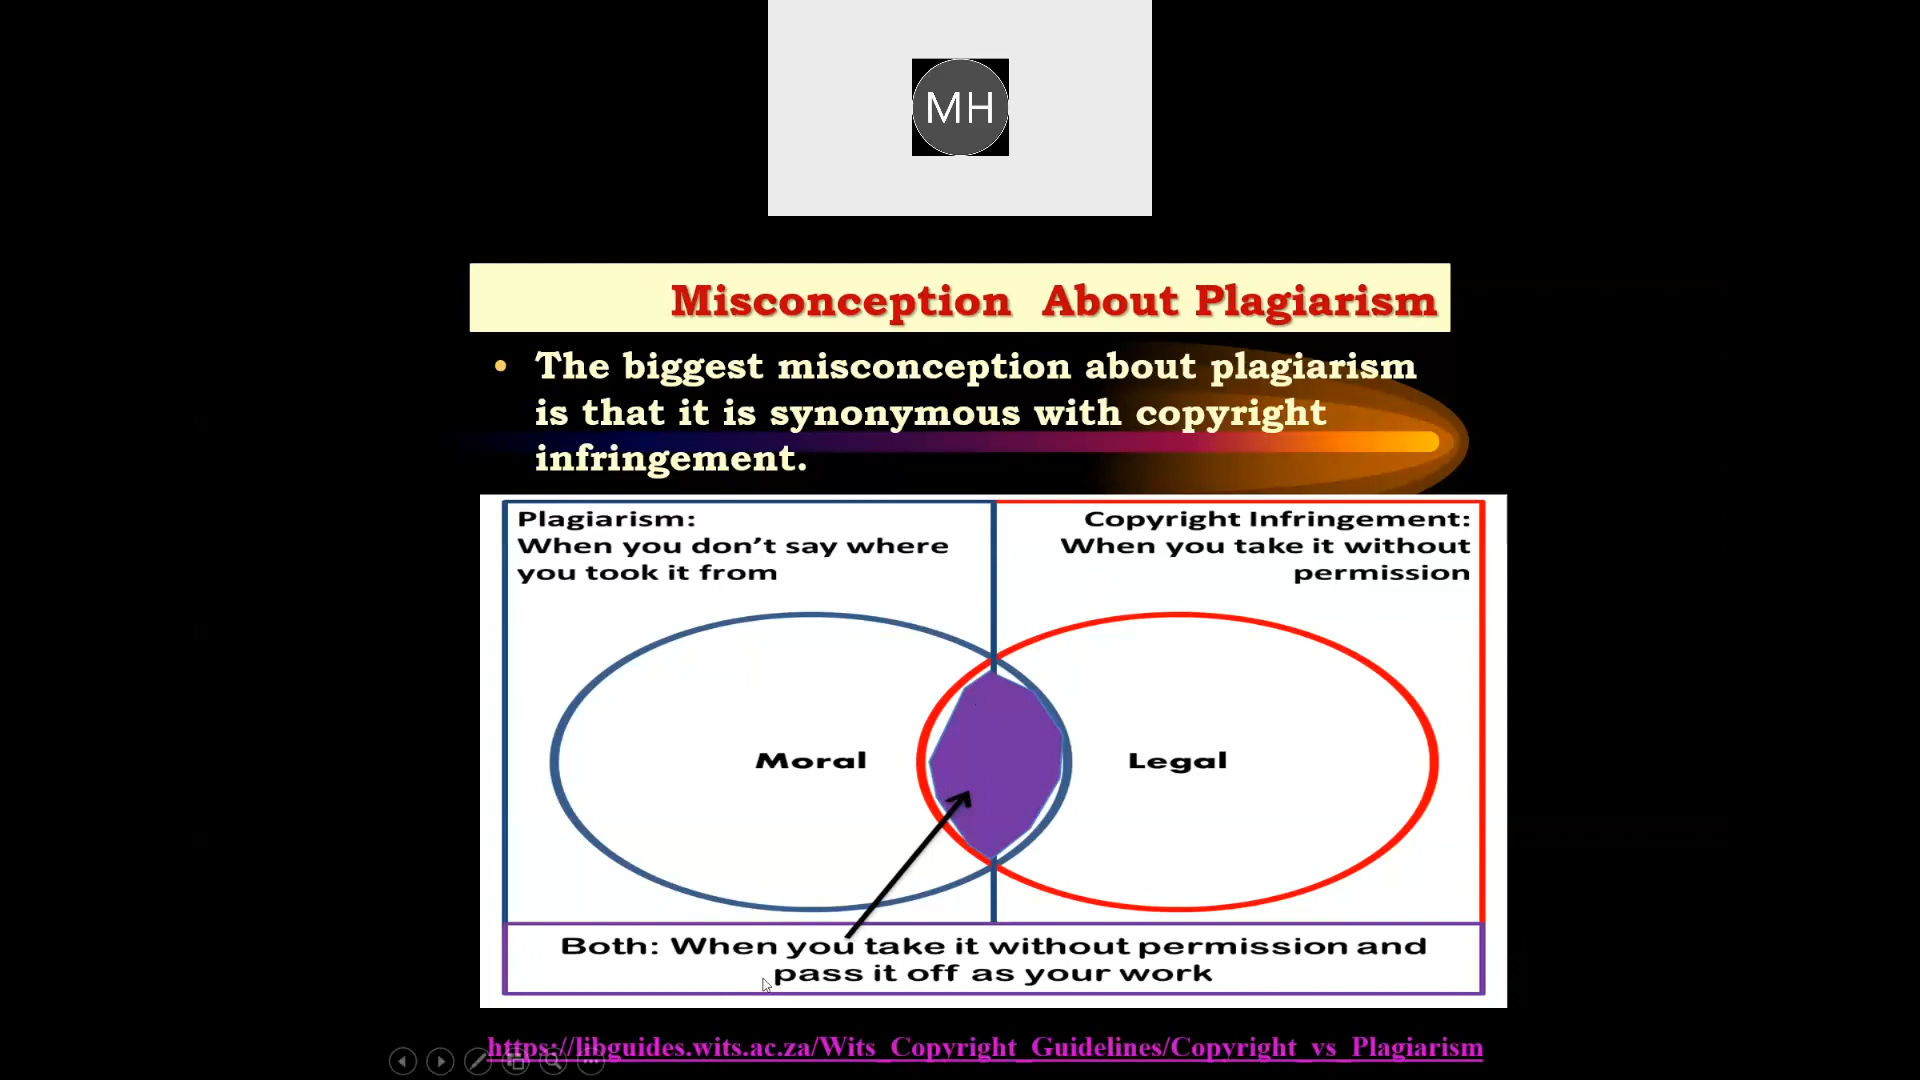 MH
Misconception About Plagiarism
• The biggest misconception about plagiarism
is that it is synonymous with copyright
infringement.
Plagiarism:
When you don't say where
you took it from
Copyright Infringement:
When you take it without
permission
Moral
Legal
Both: When you take it without permission and
pass it off as your work
https://libguides.wits.ac.za/Wits_Copyright_Guidelines/Copyright_vs_Plagiarism